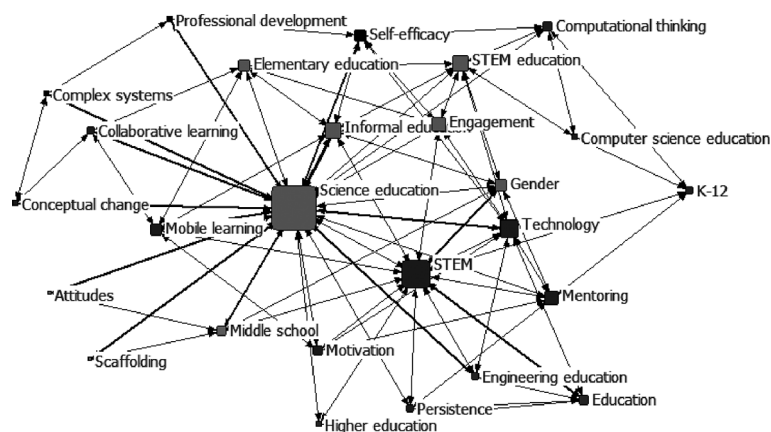 Professional development
Self-efficacy
Computational thinking
Elementary education
STEM education
Complex systems
Collaborative learning
Informal educ
Engagement
Computer science education
Science education
Gender
K-12
Conceptual change
Mobile learning
Technology
STEM
Attitudes
Mentoring
Middle school
Motivation
Scaffolding
Engineering education
Education
Persistence
Higher education